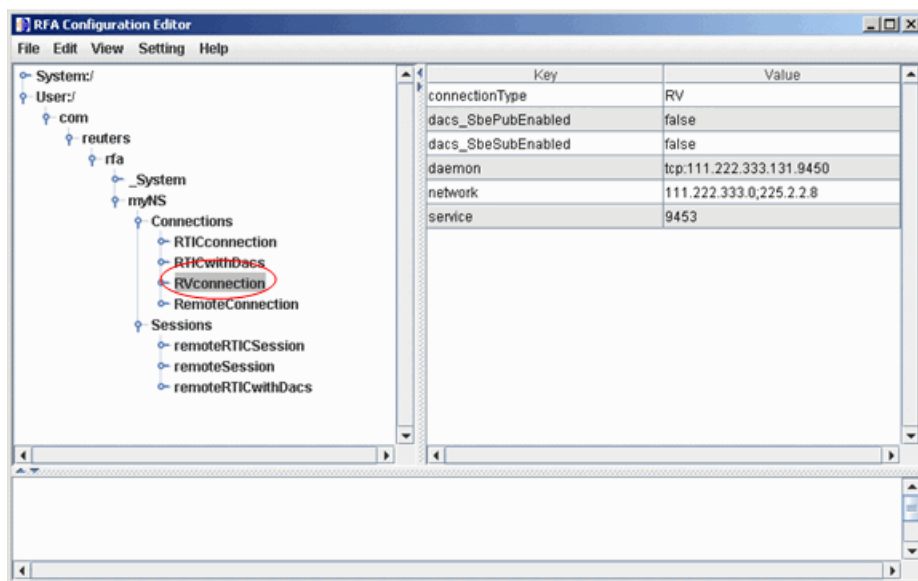 RFA Configuration Editor
File Edit View Setting Help
System:/
User:/
com
reuters
rfa
_System
myNS
Connections
RTICconnection
RTICwithDacs
RVconnection
RemoteConnection
Sessions
remoteRTICSession
remoteSession
remoteRTICwithDacs
Key Value
connectionType RV
dacs_SbePubEnabled false
dacs_SbeSubEnabled false
daemon tcp:111.222.333.131.9450
network 111.222.333.0;225.2.2.8
service 9453